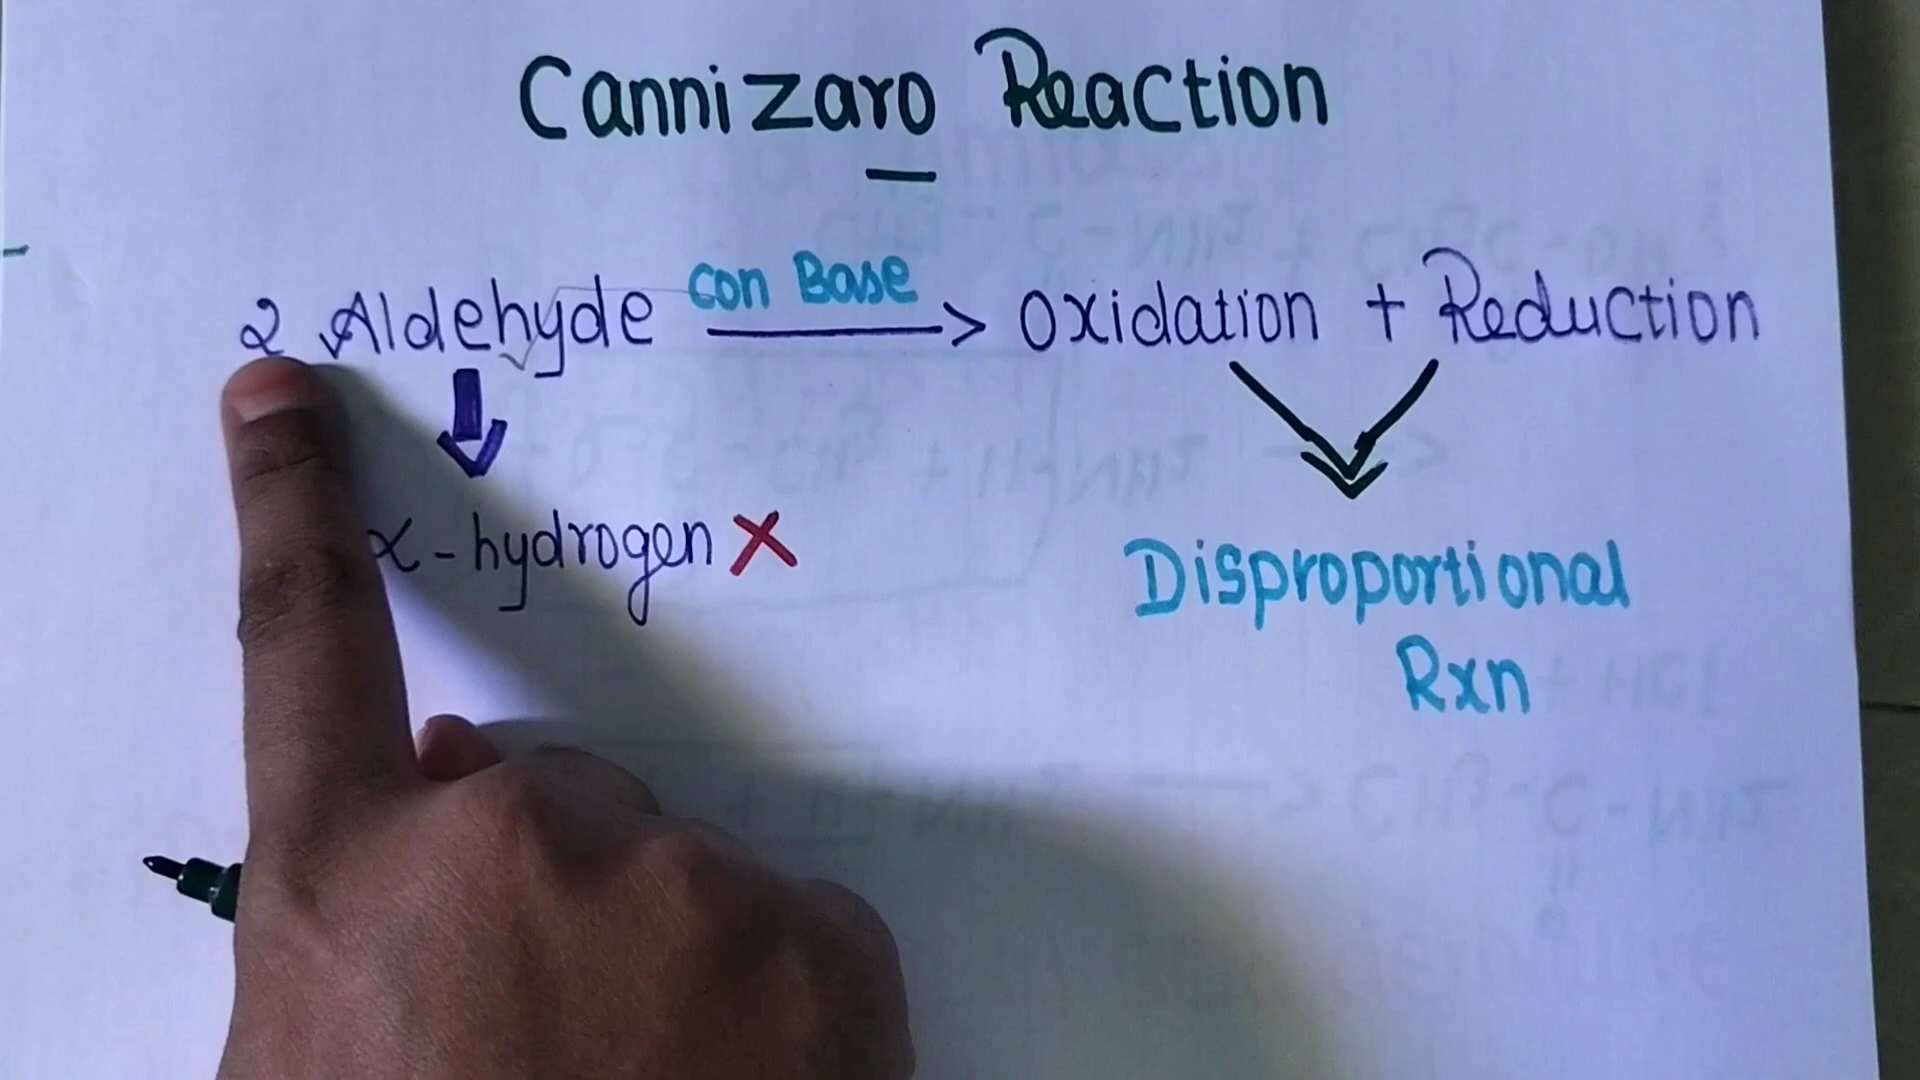 Cannizaro Reaction
2 Aldehyde con Base > Oxidation + Reduction
α-hydrogen X
Disproportional
Rxn